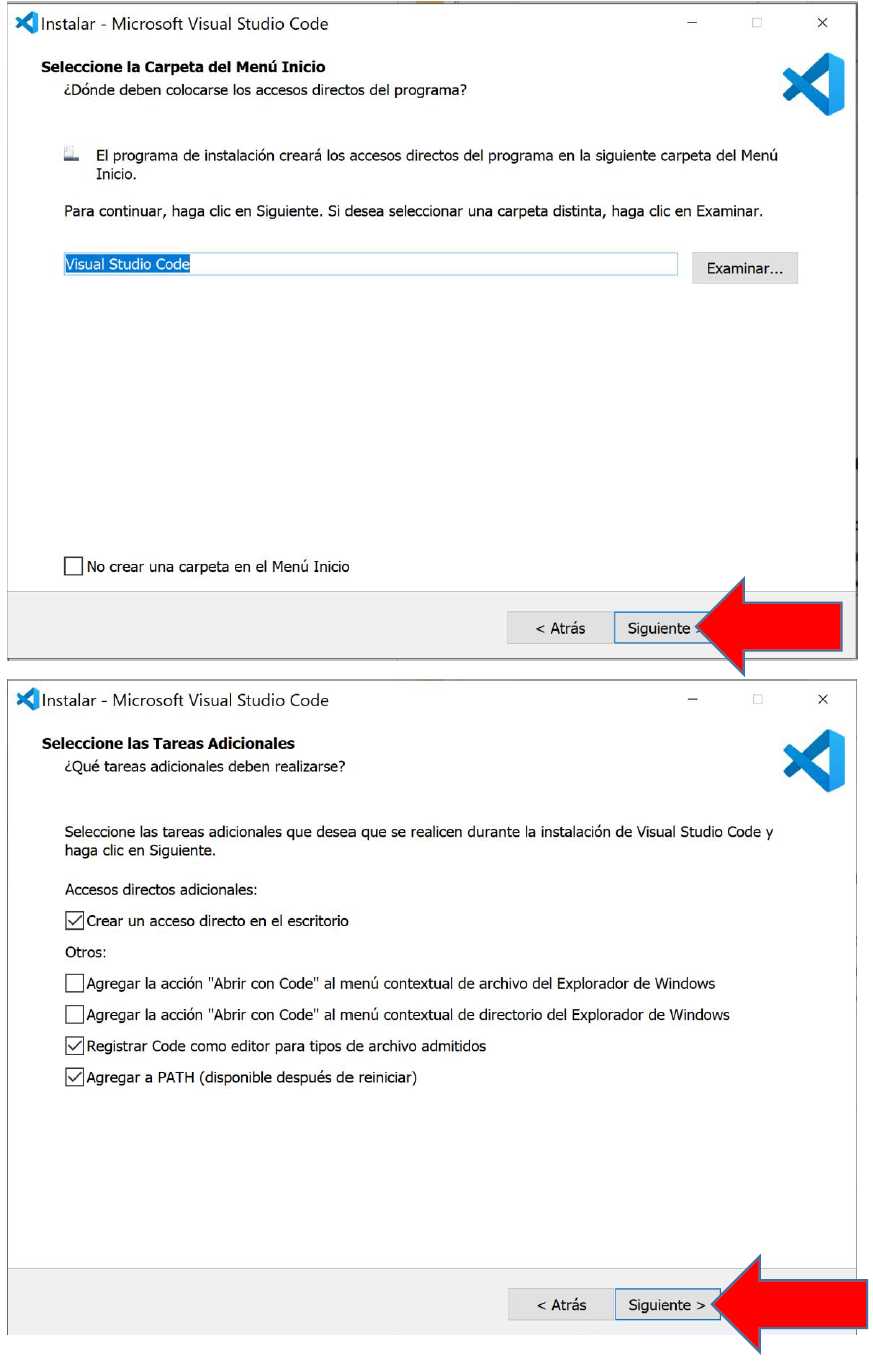 Instalar - Microsoft Visual Studio Code
Seleccione la Carpeta del Menú Inicio
¿Dónde deben colocarse los accesos directos del programa?
El programa de instalación creará los accesos directos del programa en la siguiente carpeta del Menú
Inicio.
Para continuar, haga clic en Siguiente. Si desea seleccionar una carpeta distinta, haga clic en Examinar.
Visual Studio Code
Examinar...
No crear una carpeta en el Menú Inicio
< Atrás
Siguiente >
Instalar - Microsoft Visual Studio Code
Seleccione las Tareas Adicionales
¿Qué tareas adicionales deben realizarse?
Seleccione las tareas adicionales que desea que se realicen durante la instalación de Visual Studio Code y
haga clic en Siguiente.
Accesos directos adicionales:
Crear un acceso directo en el escritorio
Otros:
Agregar la acción "Abrir con Code" al menú contextual de archivo del Explorador de Windows
Agregar la acción "Abrir con Code" al menú contextual de directorio del Explorador de Windows
Registrar Code como editor para tipos de archivo admitidos
Agregar a PATH (disponible después de reiniciar)
< Atrás
Siguiente >